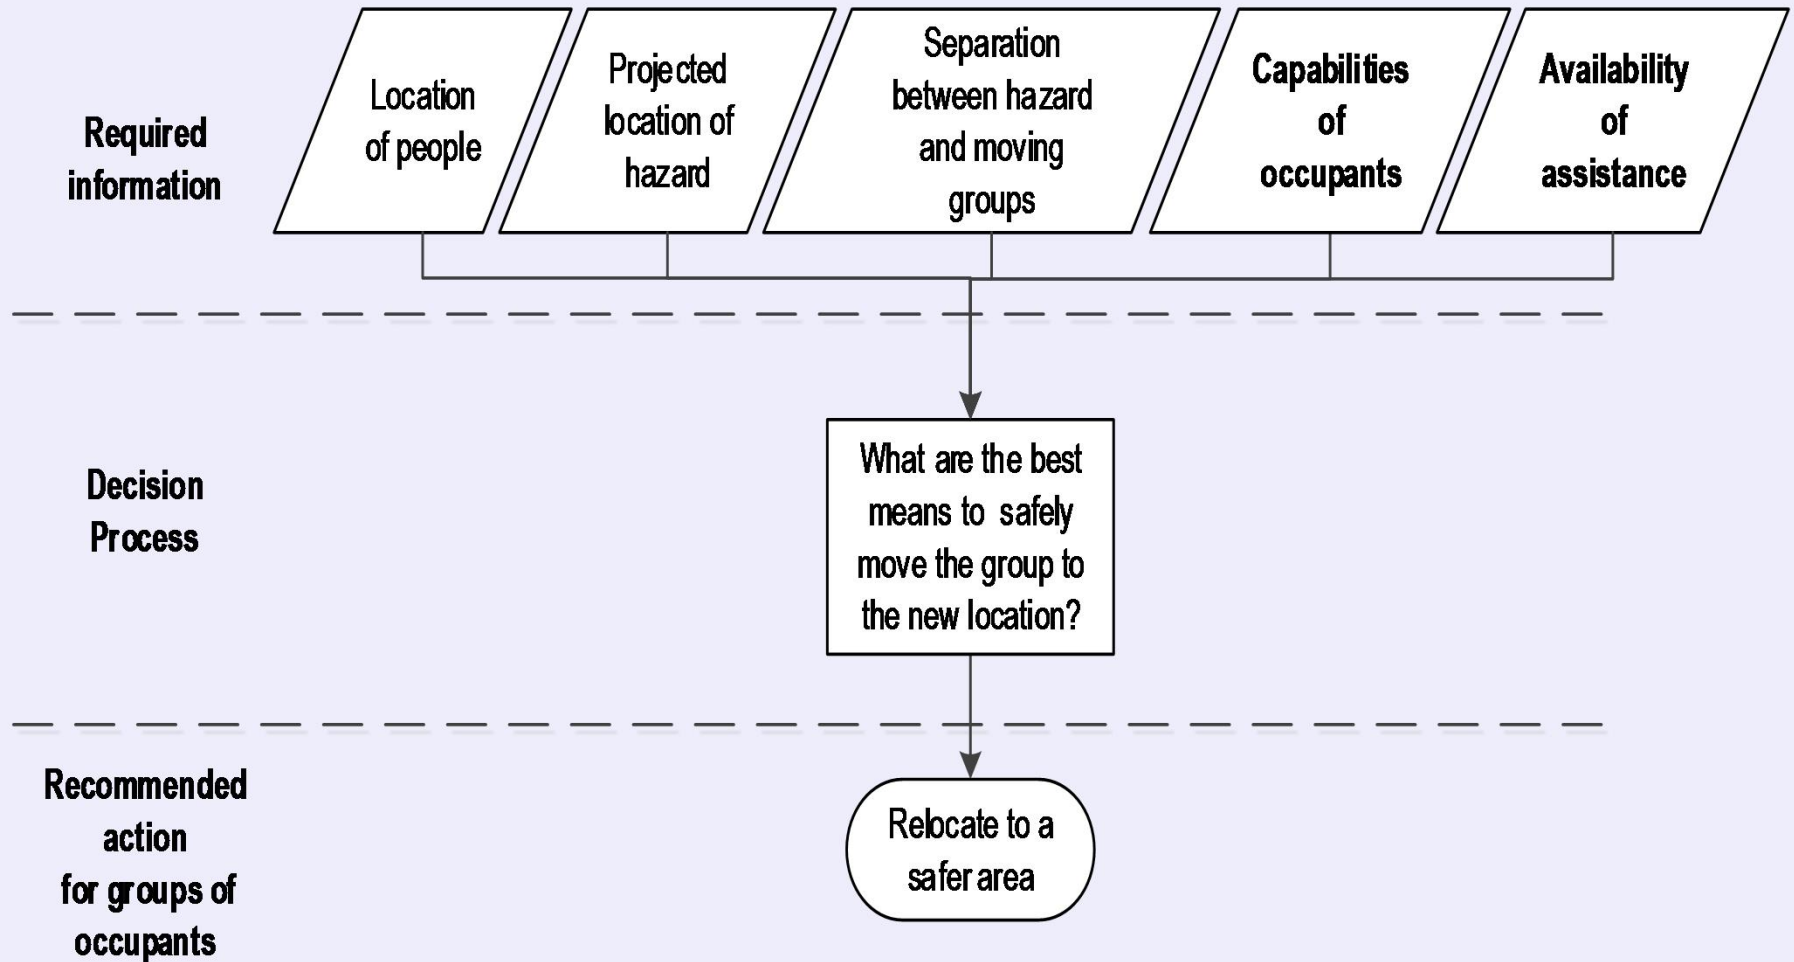 Required
information
Location
of people
Projected
location of
hazard
Separation
between hazard
and moving
groups
Capabilities
of
occupants
Availability
of
assistance
Decision
Process
What are the best
means to safely
move the group to
the new location?
Recommended
action
for groups of
occupants
Relocate to a
safer area